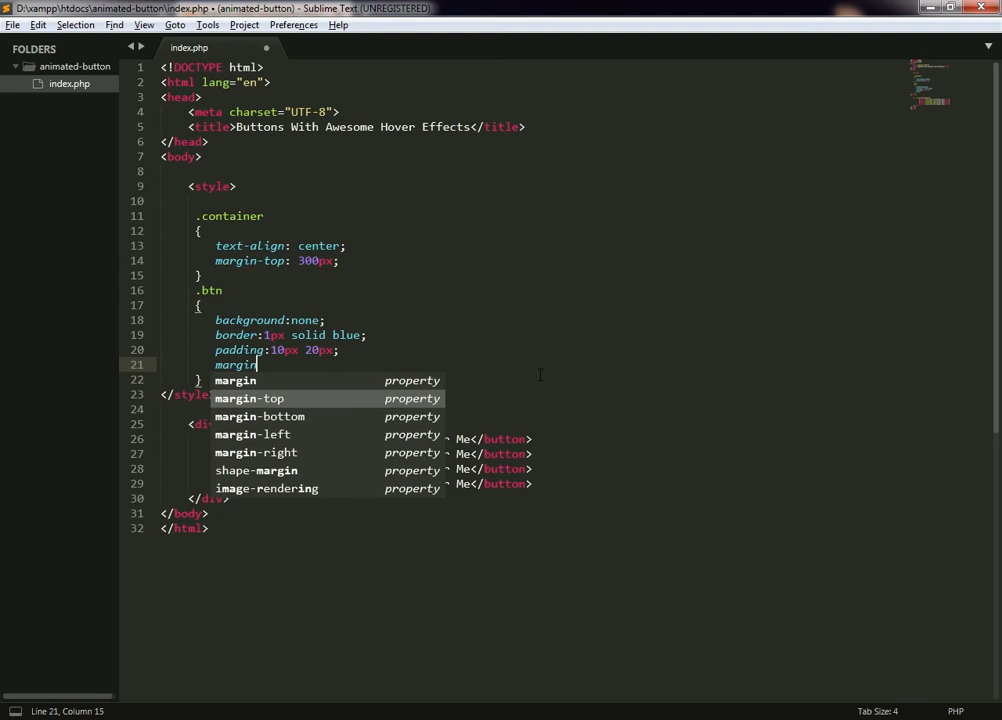 D:\xampp\htdocs\animated-button\index.php • (animated-button) - Sublime Text (UNREGISTERED)
File Edit Selection Find View Goto Tools Project Preferences Help
FOLDERS
animated-button
index.php
index.php
1 <!DOCTYPE html>
2 <html lang="en">
3 <head>
4 <meta charset="UTF-8">
5 <title>Buttons With Awesome Hover Effects</title>
6 </head>
7 <body>
8
9 <style>
10
11 .container
12 {
13 text-align: center;
14 margin-top: 300px;
15 }
16 .btn
17 {
18 background:none;
19 border:1px solid blue;
20 padding:10px 20px;
21 margin
22 }
margin property
23 </style
margin-top property
24
margin-bottom property
25 <di
margin-left property
26 Me</button>
27 Me</button>
margin-right property
28 Me</button>
shape-margin property
29 Me</button>
image-rendering property
30 </div>
31 </body>
32 </html>
Line 21, Column 15
Tab Size: 4
PHP